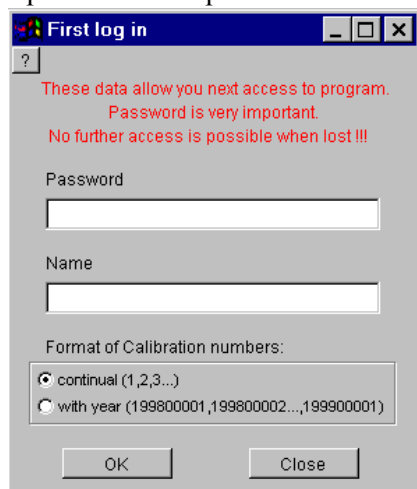 First log in
?
These data allow you next access to program.
Password is very important.
No further access is possible when lost !!!
Password
Name
Format of Calibration numbers:
continual (1,2,3...)
with year (199800001,199800002...,199900001)
OK Close